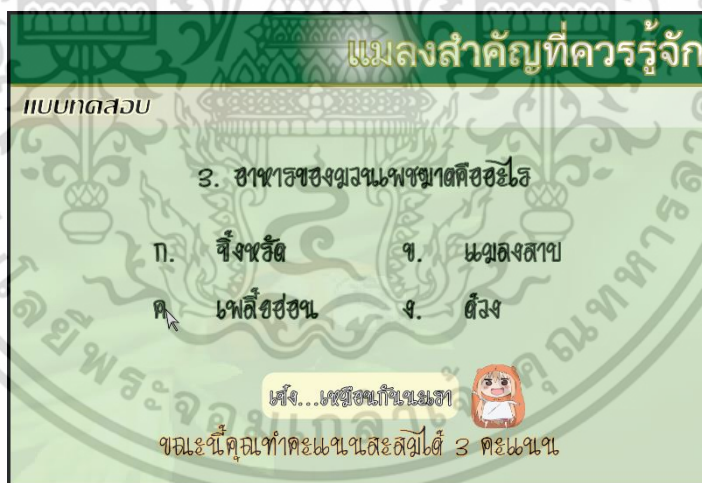 แมลงสำคัญที่ควรรู้จัก
แบบทดสอบ
3. อาหารของมวนเพชฌาตคืออะไร
ก. จิ้งหรีด ข. แมลงสาบ
ค. เพลี้ยอ่อน ง. ด้วง
เจ๋ง...เหมือนกันนะเรา
ขณะนี้คุณทำคะแนนสะสมได้ 3 คะแนน